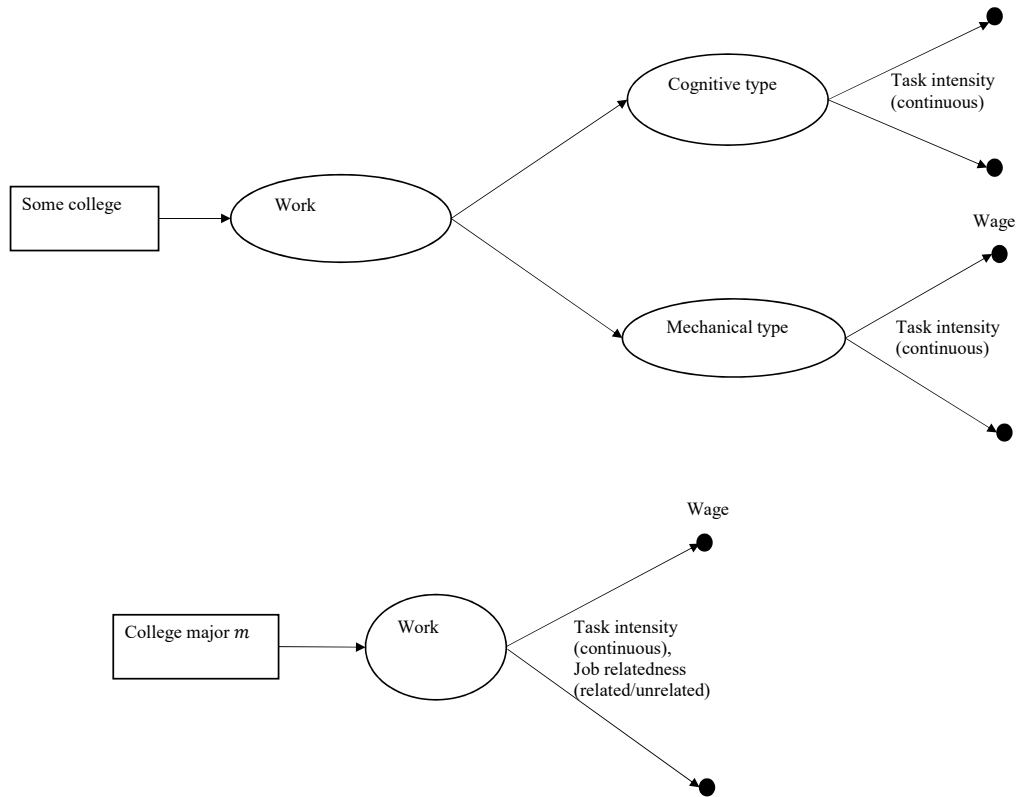 Cognitive type
Task intensity
(continuous)
Some college
Work
Wage
Mechanical type
Task intensity
(continuous)
Wage
College major m
Work
Task intensity
(continuous),
Job relatedness
(related/unrelated)